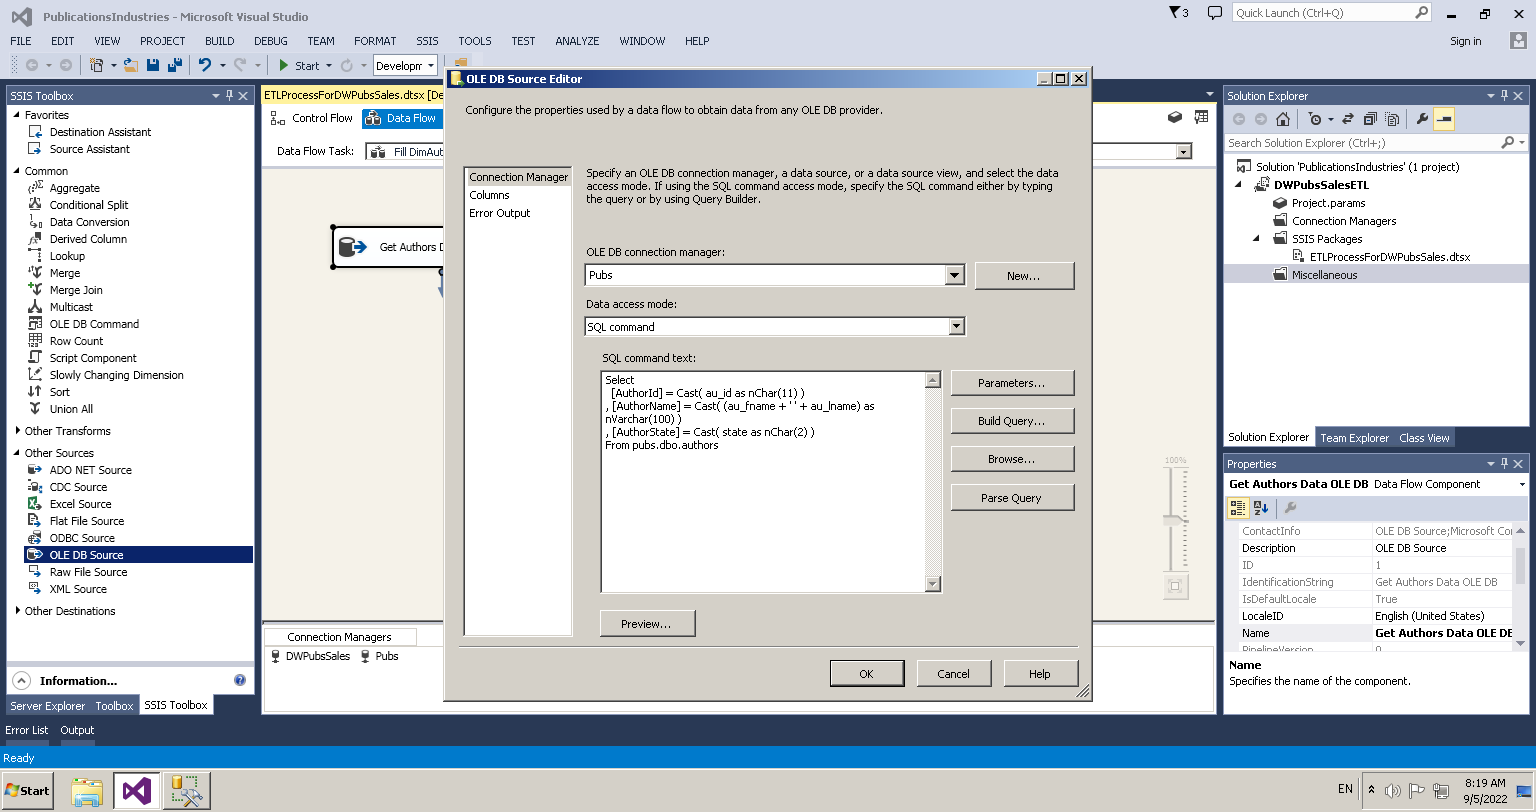 PublicationsIndustries - Microsoft Visual Studio
3
Quick Launch (Ctrl+Q)
FILE EDIT VIEW PROJECT BUILD DEBUG TEAM FORMAT SSIS TOOLS TEST ANALYZE WINDOW HELP
Sign in
Start
Developm
SSIS Toolbox
Favorites
Destination Assistant
Source Assistant
Common
Aggregate
Conditional Split
Data Conversion
Derived Column
Lookup
Merge
Merge Join
Multicast
OLE DB Command
Row Count
Script Component
Slowly Changing Dimension
Sort
Union All
Other Transforms
Other Sources
ADO NET Source
CDC Source
Excel Source
Flat File Source
ODBC Source
OLE DB Source
Raw File Source
XML Source
Other Destinations
Information...
Server Explorer Toolbox SSIS Toolbox
ETLProcessForDWPubsSales.dtsx [De
Control Flow Data Flow
Data Flow Task: Fill DimAut
Get Authors D
Connection Managers
DWPubsSales Pubs
100%
OLE DB Source Editor
Configure the properties used by a data flow to obtain data from any OLE DB provider.
Connection Manager
Columns
Error Output
Specify an OLE DB connection manager, a data source, or a data source view, and select the data
access mode. If using the SQL command access mode, specify the SQL command either by typing
the query or by using Query Builder.
OLE DB connection manager:
Pubs
New...
Data access mode:
SQL command
SQL command text:
Select
[AuthorId] = Cast( au_id as nChar(11) )
, [AuthorName] = Cast( (au_fname + ' ' + au_lname) as
nVarchar(100) )
, [AuthorState] = Cast( state as nChar(2) )
From pubs.dbo.authors
Parameters...
Build Query...
Browse...
Parse Query
Preview...
OK Cancel Help
Solution Explorer
Search Solution Explorer (Ctrl+;)
Solution 'PublicationsIndustries' (1 project)
DWPubsSalesETL
Project.params
Connection Managers
SSIS Packages
ETLProcessForDWPubsSales.dtsx
Miscellaneous
Solution Explorer Team Explorer Class View
Properties
Get Authors Data OLE DB Data Flow Component
ContactInfo OLE DB Source;Microsoft Cor
Description OLE DB Source
ID 1
IdentificationString Get Authors Data OLE DB
IsDefaultLocale True
LocaleID English (United States)
Name Get Authors Data OLE DB
PipelineVersion 0
Name
Specifies the name of the component.
Error List Output
Ready
Start
EN
8:19 AM
9/5/2022